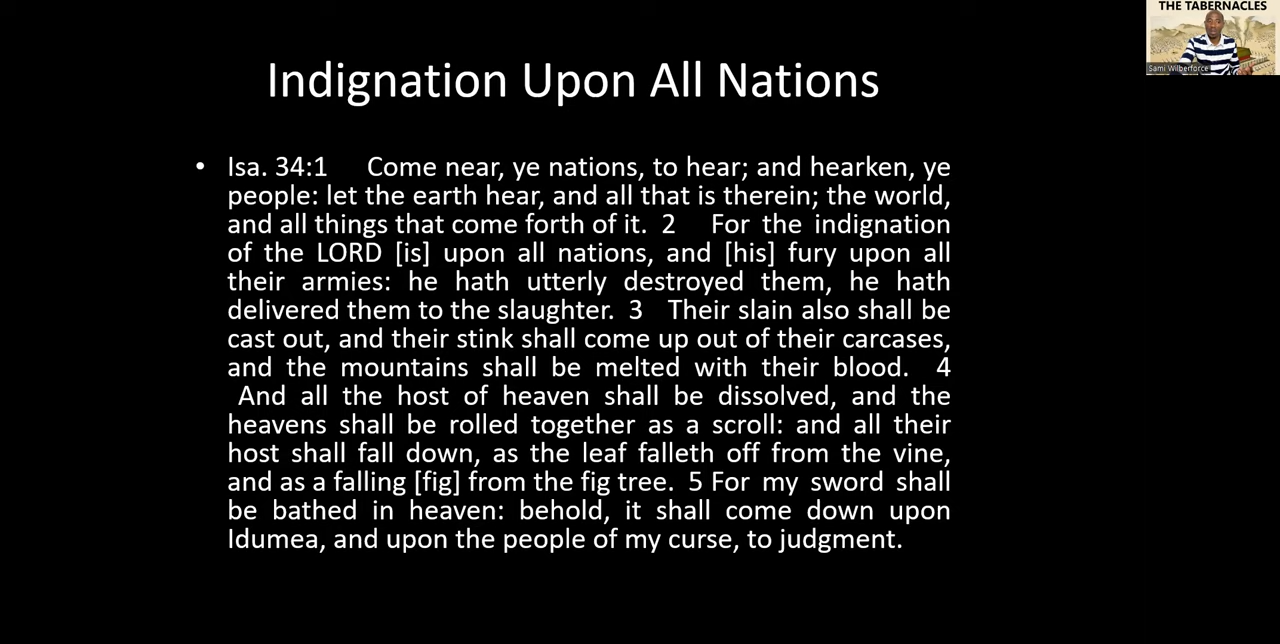 THE TABERNACLES
Sami Wilberforce
Indignation Upon All Nations
• Isa. 34:1 Come near, ye nations, to hear; and hearken, ye
people: let the earth hear, and all that is therein; the world,
and all things that come forth of it. 2 For the indignation
of the LORD [is] upon all nations, and [his] fury upon all
their armies: he hath utterly destroyed them, he hath
delivered them to the slaughter. 3 Their slain also shall be
cast out, and their stink shall come up out of their carcases,
and the mountains shall be melted with their blood. 4
And all the host of heaven shall be dissolved, and the
heavens shall be rolled together as a scroll: and all their
host shall fall down, as the leaf falleth off from the vine,
and as a falling [fig] from the fig tree. 5 For my sword shall
be bathed in heaven: behold, it shall come down upon
Idumea, and upon the people of my curse, to judgment.